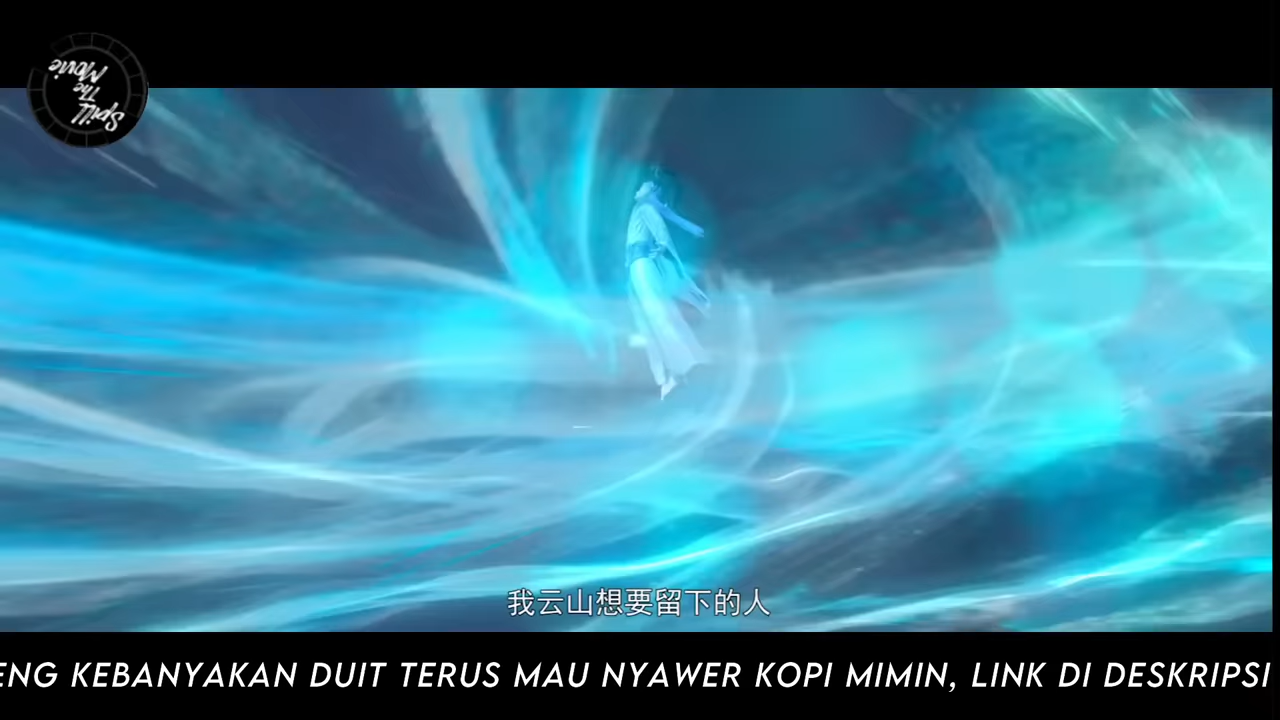 Spill
The
Movie
我云山想要留下的人
ENG KEBANYAKAN DUIT TERUS MAU NYAWER KOPI MIMIN, LINK DI DESKRIPSI